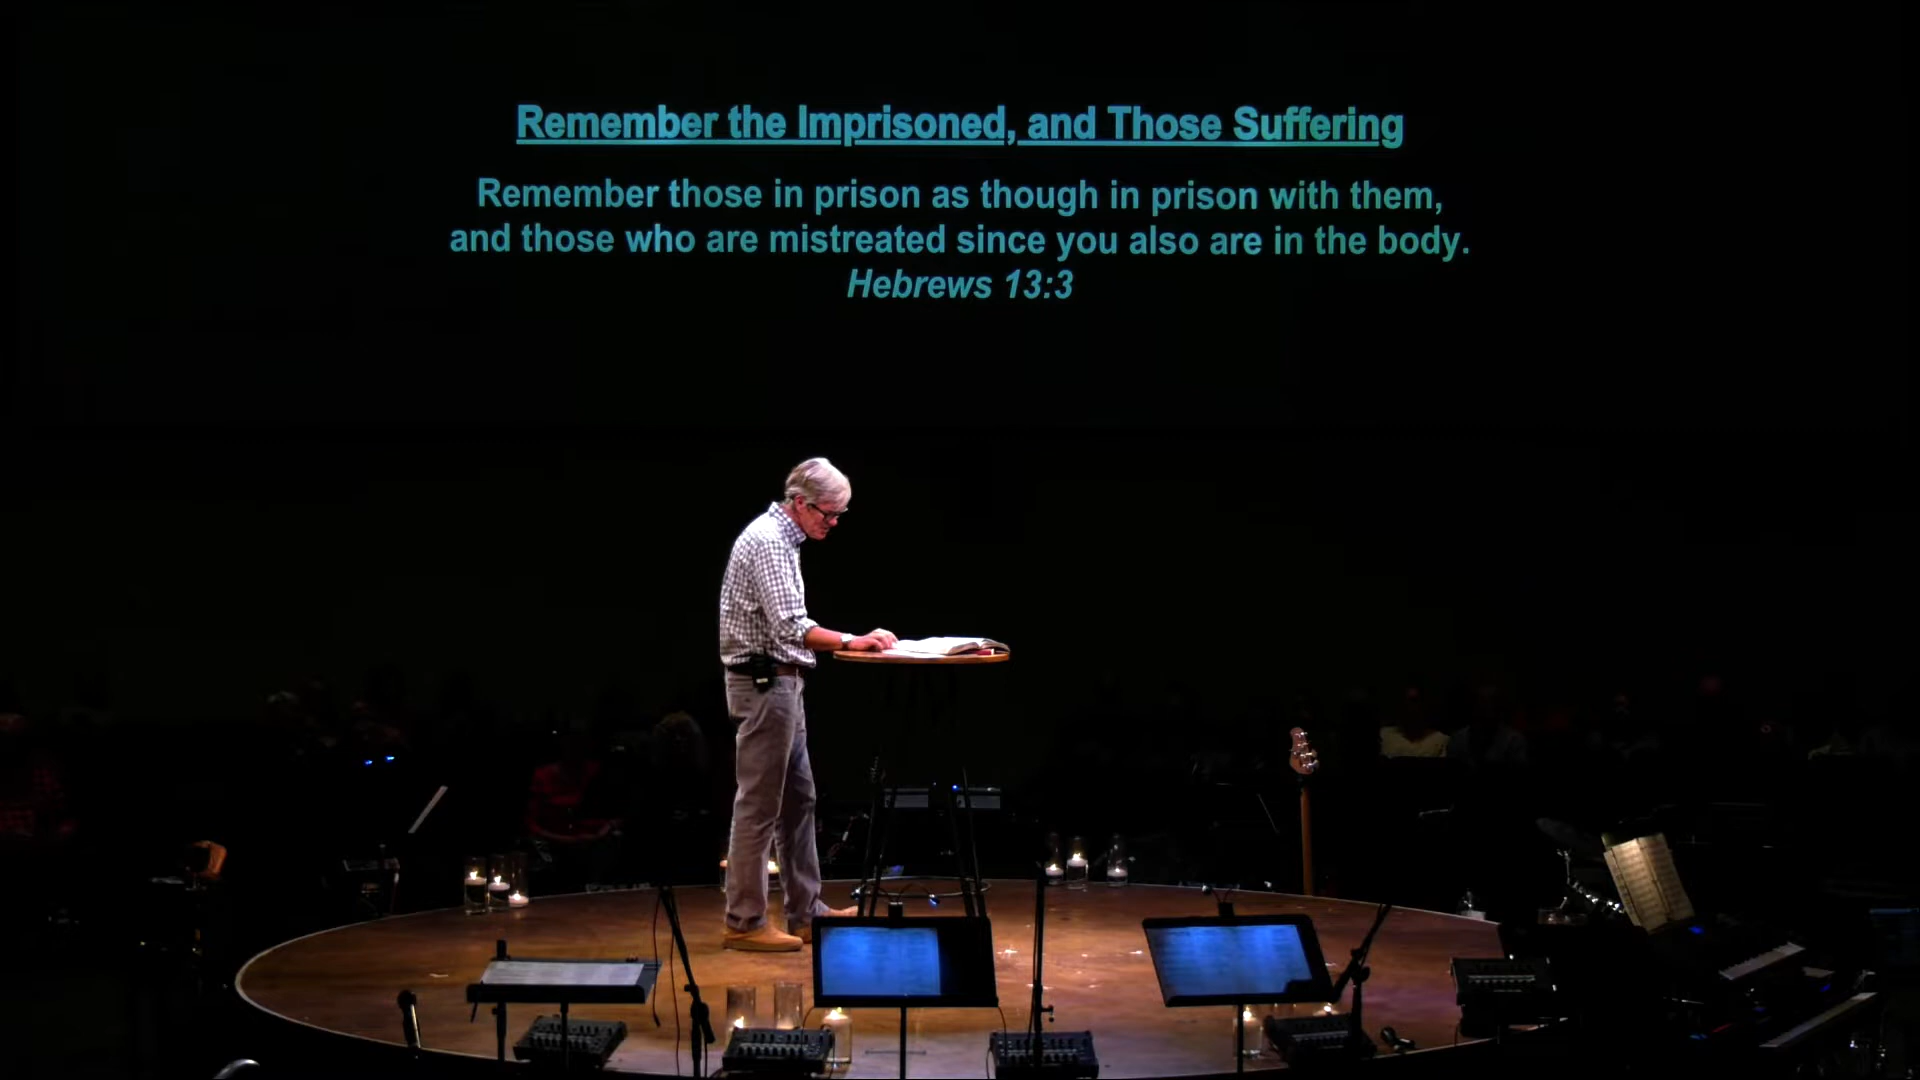 Remember the Imprisoned, and Those Suffering
Remember those in prison as though in prison with them,
and those who are mistreated since you also are in the body.
Hebrews 13:3